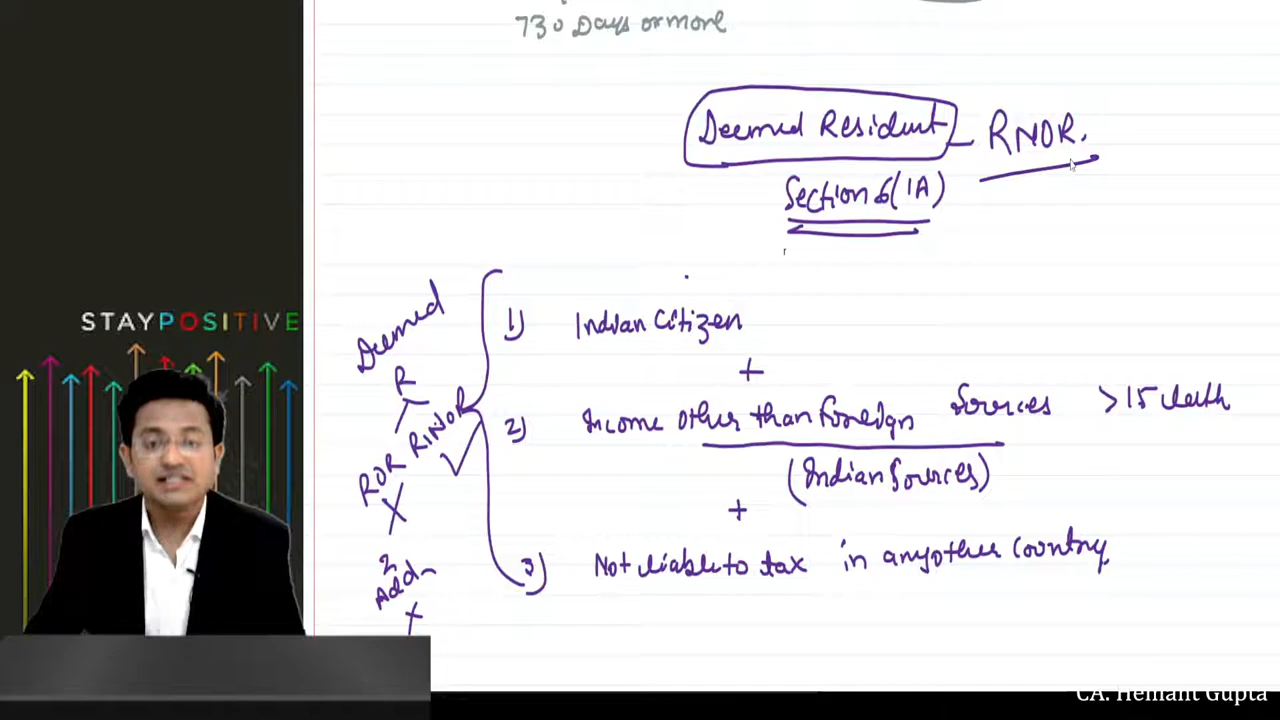 730 Days or more
Deemed Resident - RNOR.
Section 6(1A)
STAYPOSITIVE
Deemed
R
ROR RNOR
X
2
Addn
X
1) Indian Citizen
+
2) Income other than foreign Sources > 15 lakh
(Indian Sources)
+
3) Not liable to tax in any other country
CA. Hemant Gupta